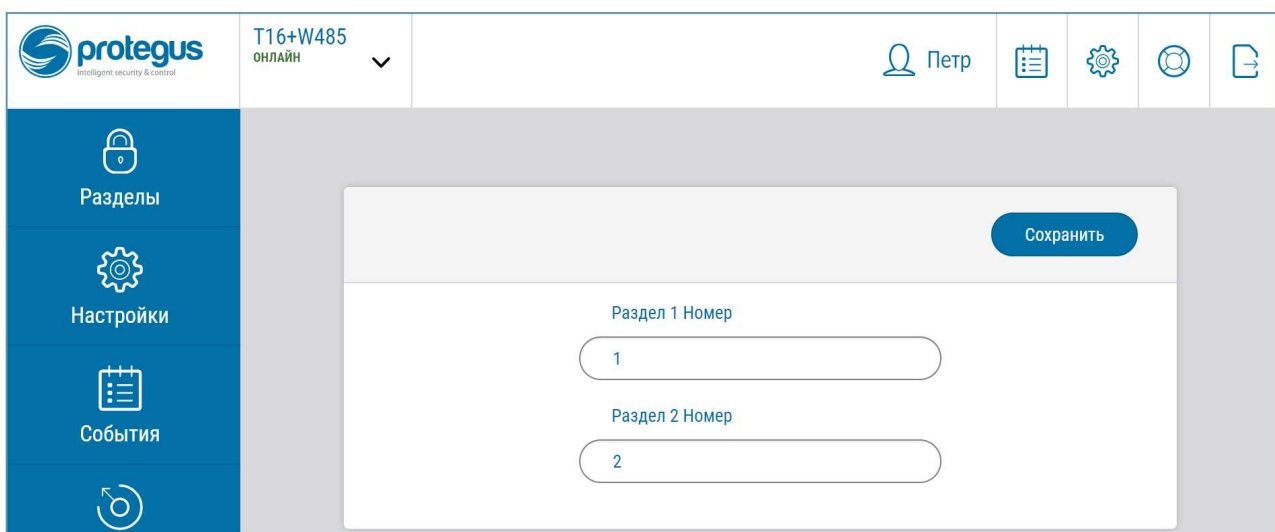 protegus
intelligent security & control
T16+W485
ОНЛАЙН
Петр
Разделы
Настройки
События
Сохранить
Раздел 1 Номер
1
Раздел 2 Номер
2